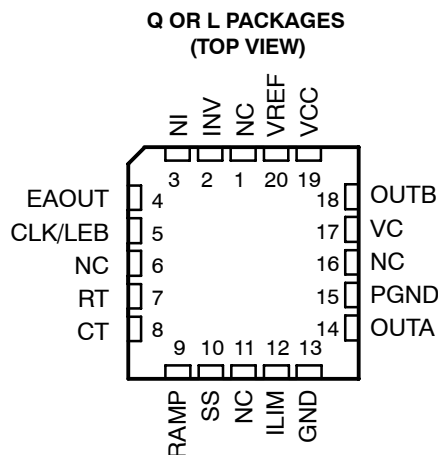 Q OR L PACKAGES
(TOP VIEW)
NI
INV
NC
VREF
VCC
3 2 1 20 19
EAOUT 4
CLK/LEB 5
NC 6
RT 7
CT 8
18 OUTB
17 VC
16 NC
15 PGND
14 OUTA
9 10 11 12 13
RAMP
SS
NC
ILIM
GND